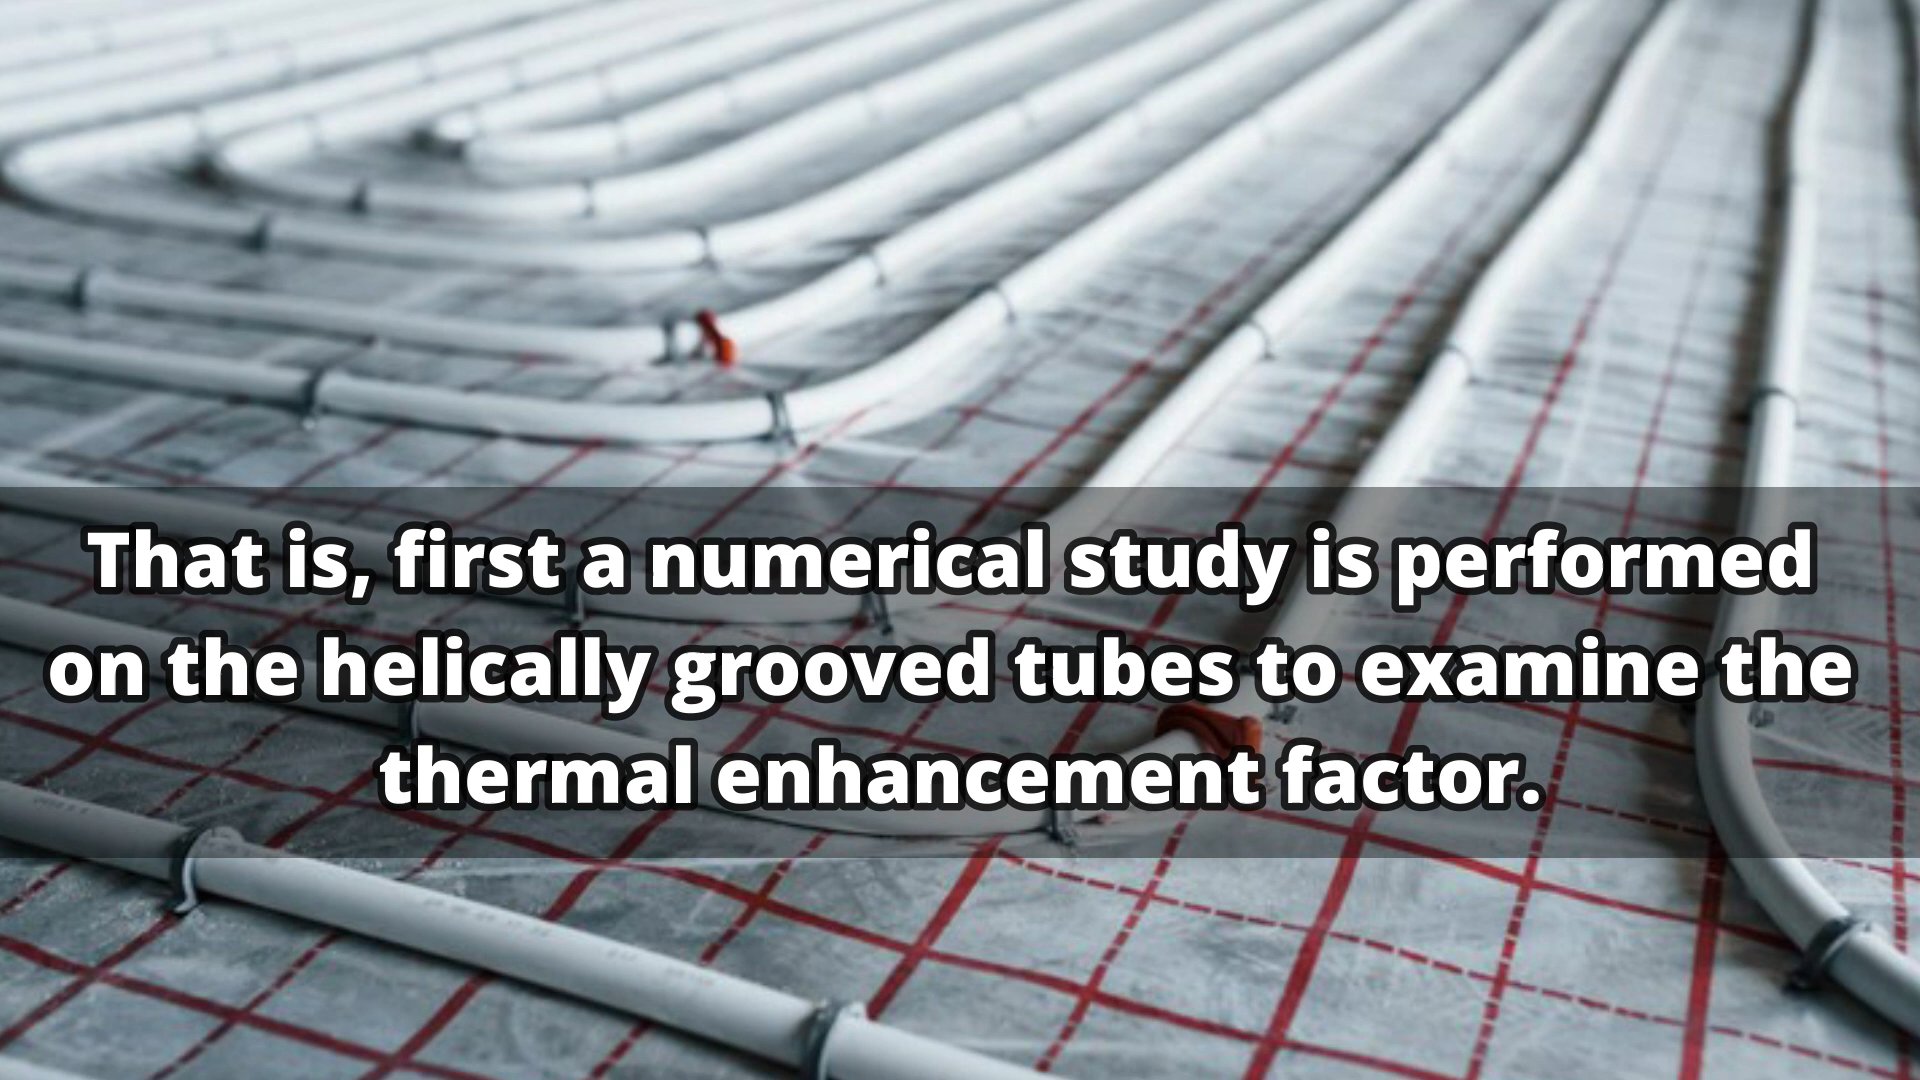 That is, first a numerical study is performed
on the helically grooved tubes to examine the
thermal enhancement factor.